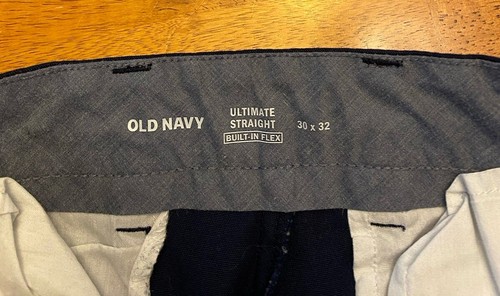 OLD NAVY
ULTIMATE
STRAIGHT
BUILT-IN FLEX
30 x 32